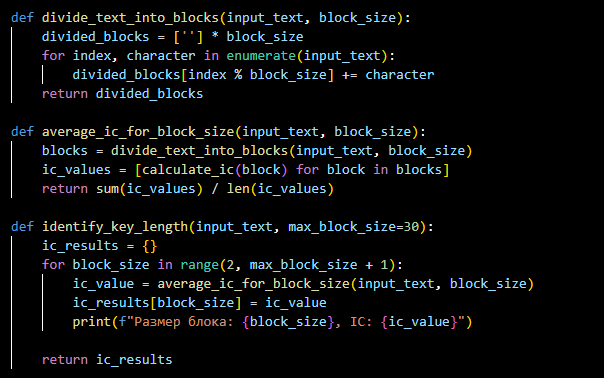 def divide_text_into_blocks(input_text, block_size):
    divided_blocks = [''] * block_size
    for index, character in enumerate(input_text):
        divided_blocks[index % block_size] += character
    return divided_blocks

def average_ic_for_block_size(input_text, block_size):
    blocks = divide_text_into_blocks(input_text, block_size)
    ic_values = [calculate_ic(block) for block in blocks]
    return sum(ic_values) / len(ic_values)

def identify_key_length(input_text, max_block_size=30):
    ic_results = {}
    for block_size in range(2, max_block_size + 1):
        ic_value = average_ic_for_block_size(input_text, block_size)
        ic_results[block_size] = ic_value
        print(f"Размер блока: {block_size}, IC: {ic_value}")

    return ic_results